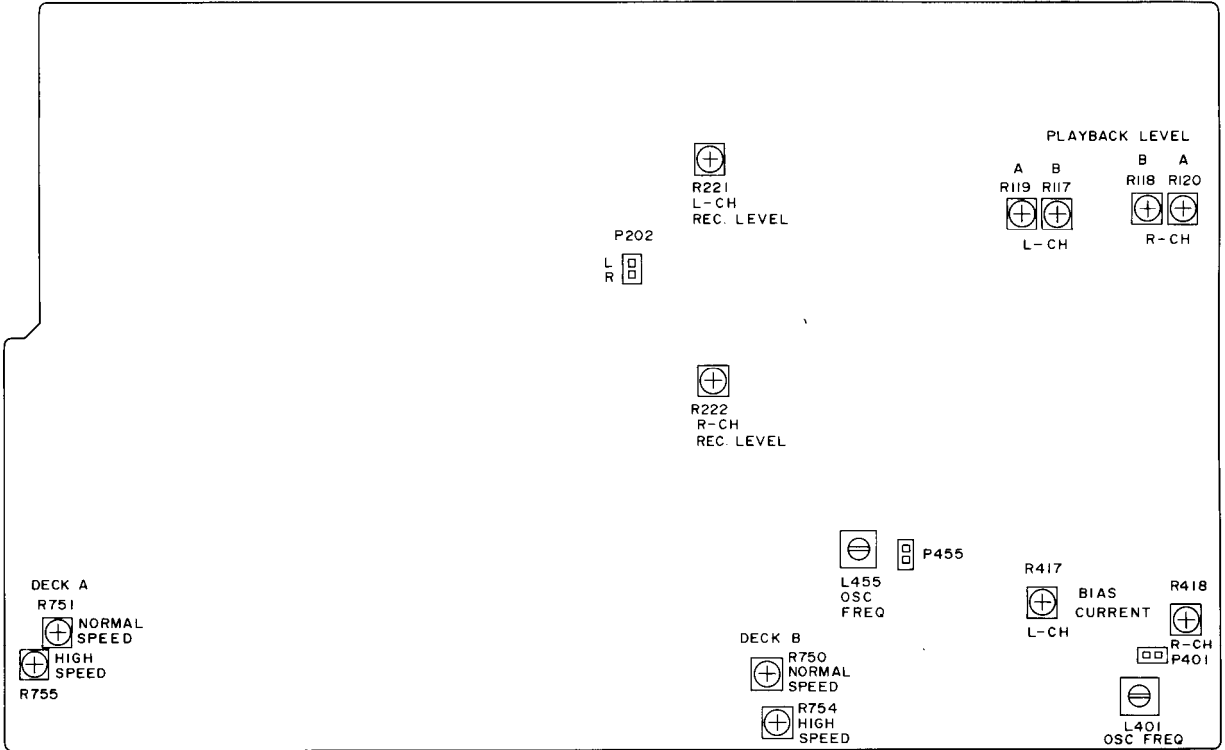 PLAYBACK LEVEL
A B
R119 R117
L-CH
B A
R118 R120
R-CH
R221
L-CH
REC. LEVEL
P202
L
R
R222
R-CH
REC. LEVEL
L455
OSC
FREQ
P455
R417
L-CH
BIAS
CURRENT
R418
R-CH
P401
L401
OSC FREQ
DECK A
R751
NORMAL
SPEED
HIGH
SPEED
R755
DECK B
R750
NORMAL
SPEED
R754
HIGH
SPEED